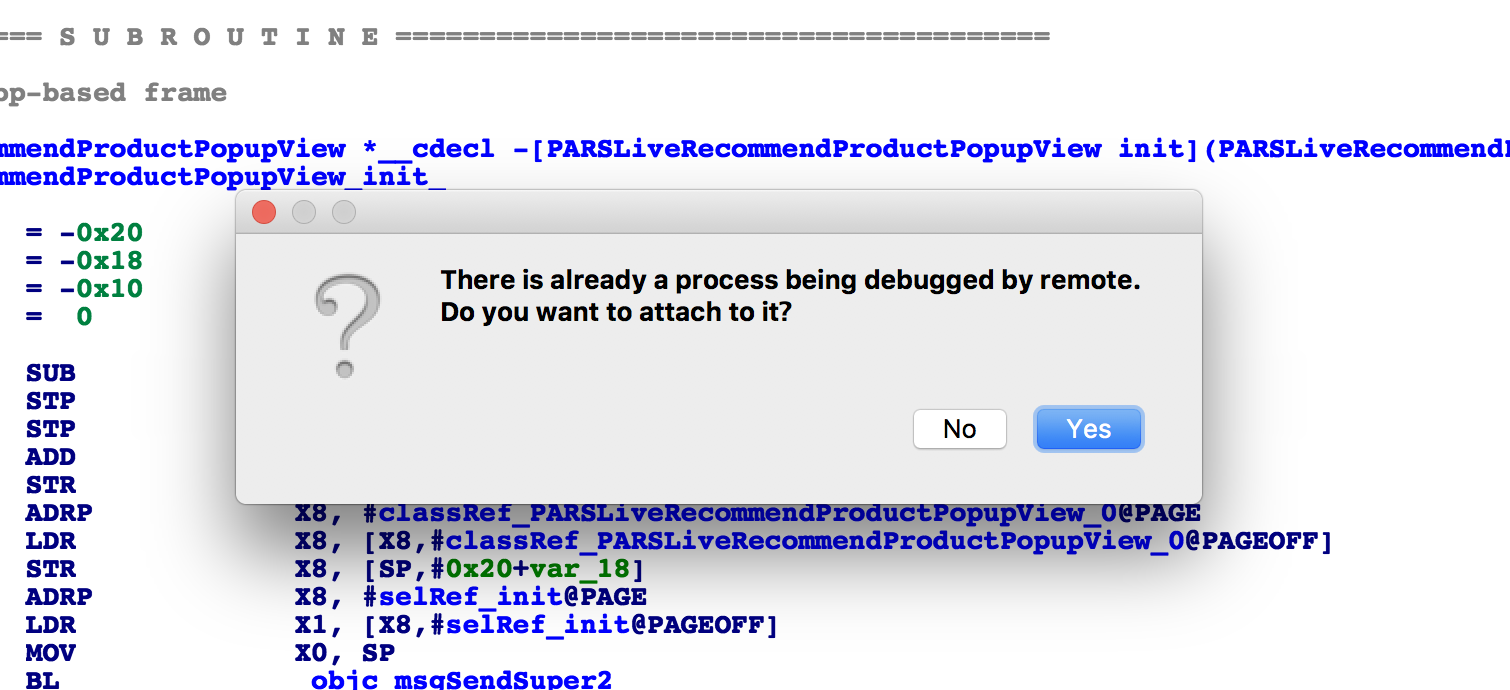 === S U B R O U T I N E =======================================
op-based frame
mmendProductPopupView *__cdecl -[PARSLiveRecommendProductPopupView init](PARSLiveRecommendP
mmendProductPopupView_init_
= -0x20
= -0x18
= -0x10
= 0
There is already a process being debugged by remote.
Do you want to attach to it?
No Yes
SUB
STP
STP
ADD
STR
ADRP X8, #classRef_PARSLiveRecommendProductPopupView_0@PAGE
LDR X8, [X8,#classRef_PARSLiveRecommendProductPopupView_0@PAGEOFF]
STR X8, [SP,#0x20+var_18]
ADRP X8, #selRef_init@PAGE
LDR X1, [X8,#selRef_init@PAGEOFF]
MOV X0, SP
BL objc msgSendSuper2